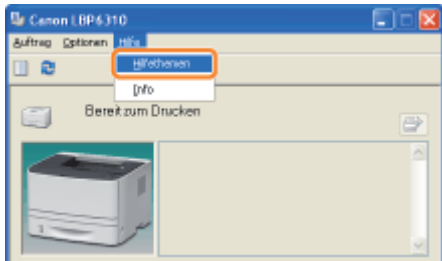 Canon LBP6310
Auftrag Optionen Hilfe
Hilfethemen
Info
Bereit zum Drucken